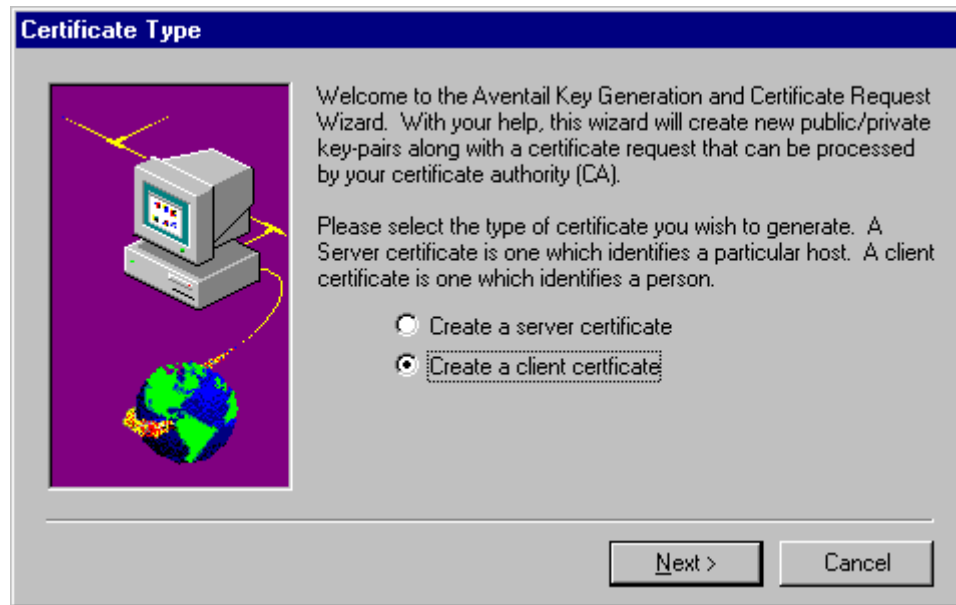 Certificate Type
Welcome to the Aventail Key Generation and Certificate Request
Wizard.  With your help, this wizard will create new public/private
key-pairs along with a certificate request that can be processed
by your certificate authority (CA).
Please select the type of certificate you wish to generate.  A
Server certificate is one which identifies a particular host.  A client
certificate is one which identifies a person.
Create a server certificate
Create a client certficate
Next >
Cancel